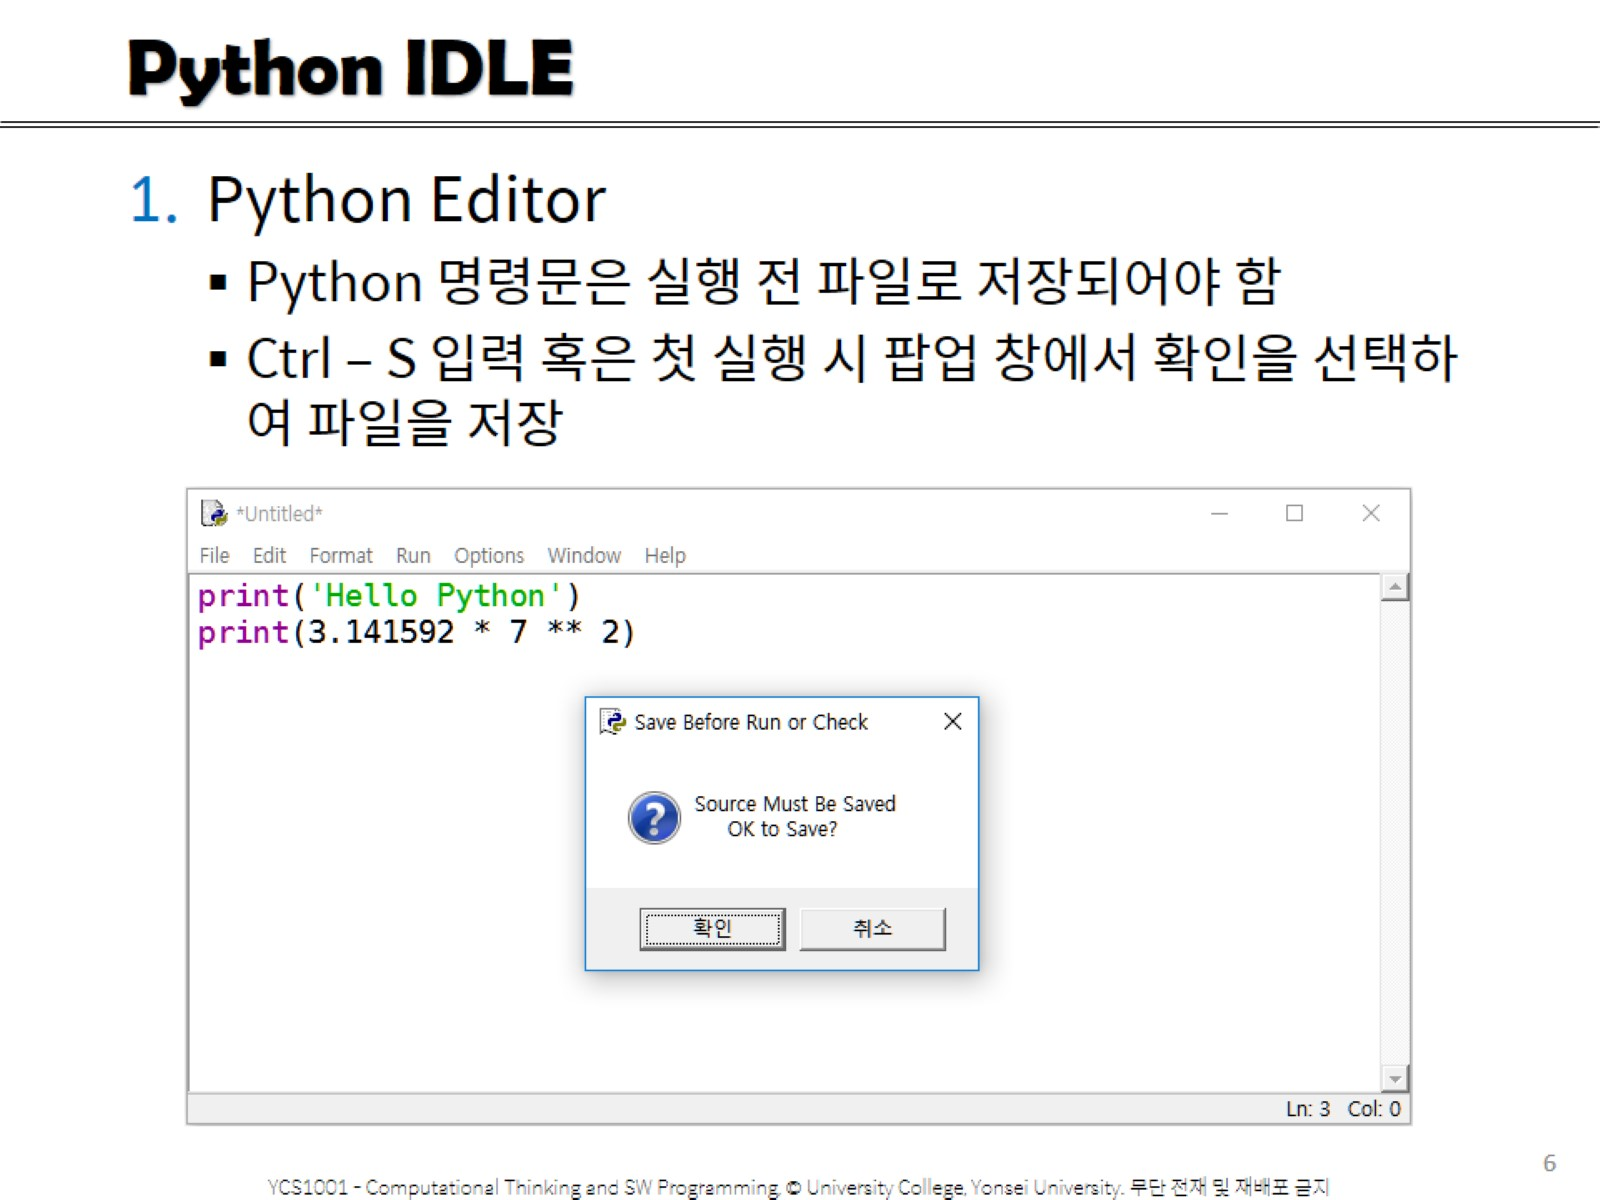 Python IDLE
1. Python Editor
▪ Python 명령문은 실행 전 파일로 저장되어야 함
▪ Ctrl – S 입력 혹은 첫 실행 시 팝업 창에서 확인을 선택하
여 파일을 저장
*Untitled*
File Edit Format Run Options Window Help
print('Hello Python')
print(3.141592 * 7 ** 2)
Save Before Run or Check
Source Must Be Saved
OK to Save?
확인 취소
Ln: 3 Col: 0
6
YCS1001 - Computational Thinking and SW Programming, © University College, Yonsei University. 무단 전재 및 재배포 금지